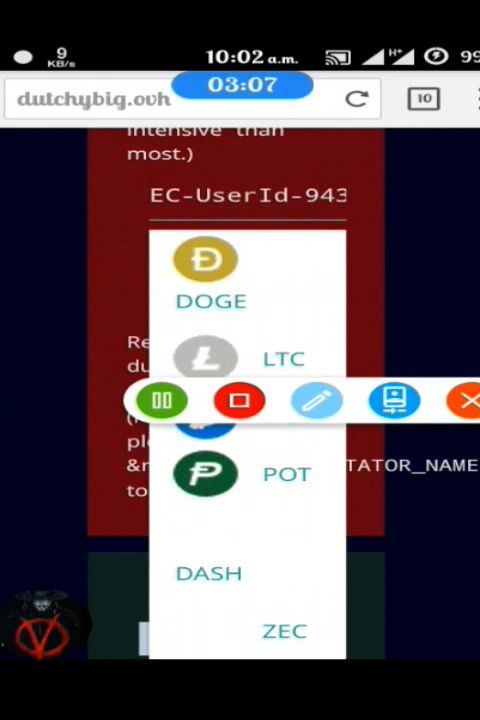 9
KB/s
10:02 a.m.
H+
99
dutchybig.ovh
03:07
10
intensive than
most.)
EC-UserId-943
DOGE
Re
LTC
du
(
ple
POT
&r
TATOR_NAME
to
DASH
ZEC